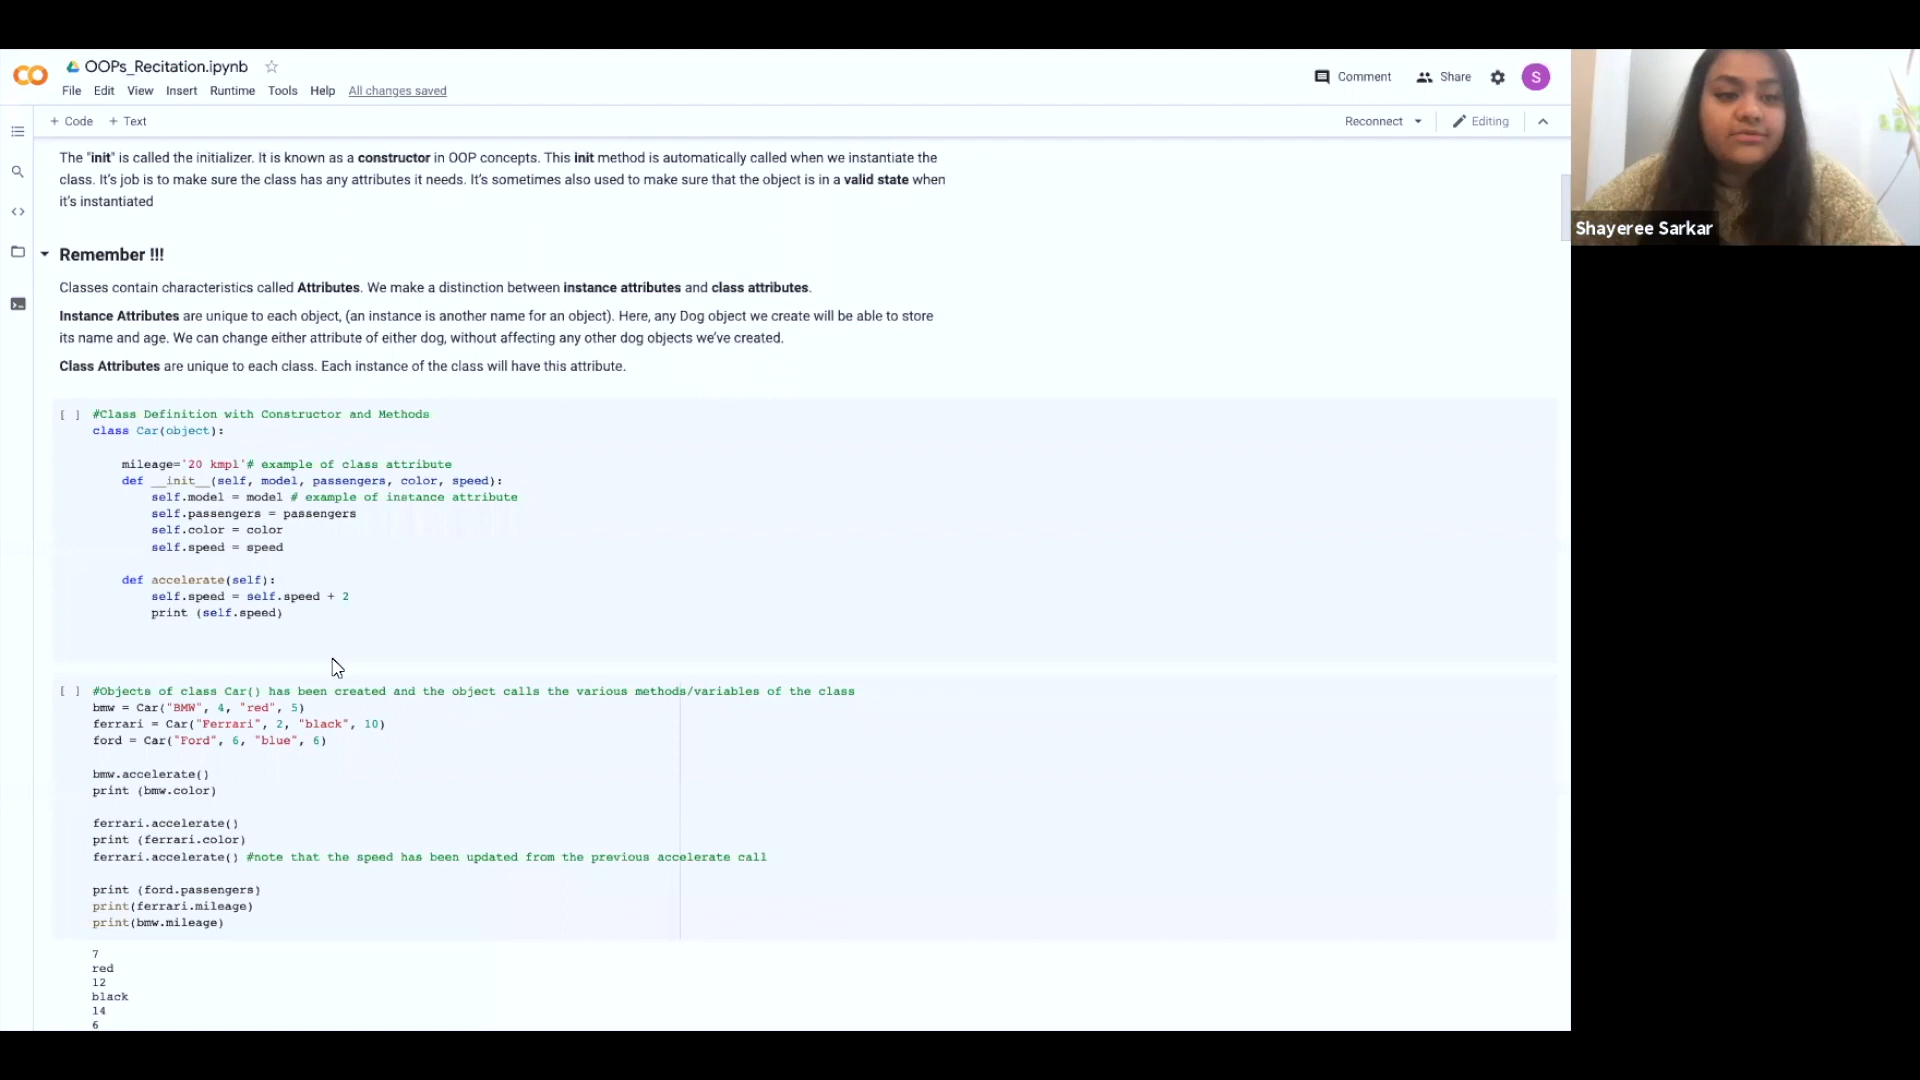 OOPs_Recitation.ipynb
Comment
Share
S
File Edit View Insert Runtime Tools Help All changes saved
+ Code + Text
Reconnect
Editing
The "init" is called the initializer. It is known as a constructor in OOP concepts. This init method is automatically called when we instantiate the
class. It's job is to make sure the class has any attributes it needs. It's sometimes also used to make sure that the object is in a valid state when
it's instantiated
Shayeree Sarkar
Remember !!!
Classes contain characteristics called Attributes. We make a distinction between instance attributes and class attributes.
Instance Attributes are unique to each object, (an instance is another name for an object). Here, any Dog object we create will be able to store
its name and age. We can change either attribute of either dog, without affecting any other dog objects we've created.
Class Attributes are unique to each class. Each instance of the class will have this attribute.
[ ] #Class Definition with Constructor and Methods
class Car(object):
mileage='20 kmpl'# example of class attribute
def __init__(self, model, passengers, color, speed):
self.model = model # example of instance attribute
self.passengers = passengers
self.color = color
self.speed = speed
def accelerate(self):
self.speed = self.speed + 2
print (self.speed)
[ ] #Objects of class Car() has been created and the object calls the various methods/variables of the class
bmw = Car("BMW", 4, "red", 5)
ferrari = Car("Ferrari", 2, "black", 10)
ford = Car("Ford", 6, "blue", 6)
bmw.accelerate()
print (bmw.color)
ferrari.accelerate()
print (ferrari.color)
ferrari.accelerate() #note that the speed has been updated from the previous accelerate call
print (ford.passengers)
print(ferrari.mileage)
print(bmw.mileage)
7
red
12
black
14
6